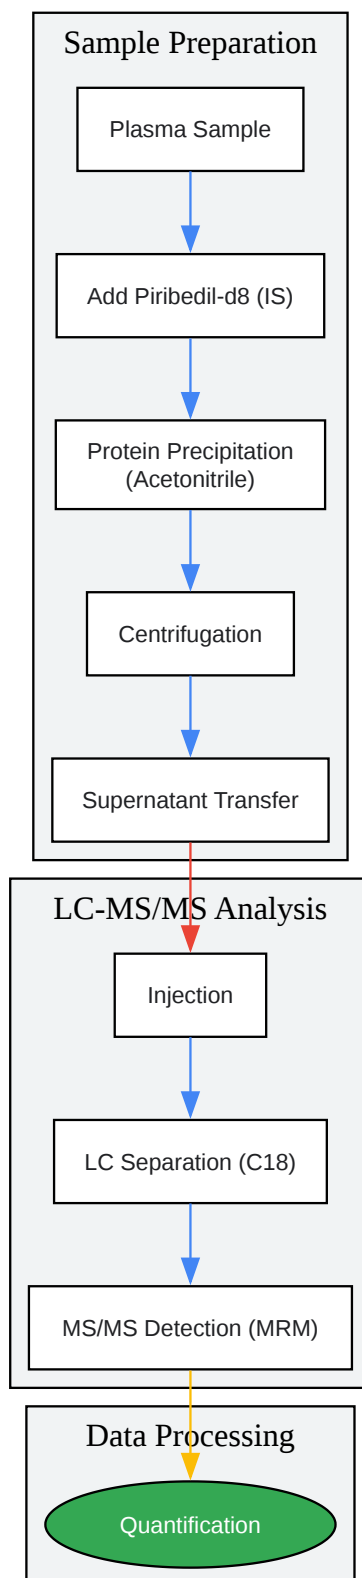 Sample Preparation
Plasma Sample
Add Piribedil-d8 (IS)
Protein Precipitation
(Acetonitrile)
Centrifugation
Supernatant Transfer
LC-MS/MS Analysis
Injection
LC Separation (C18)
MS/MS Detection (MRM)
Data Processing
Quantification